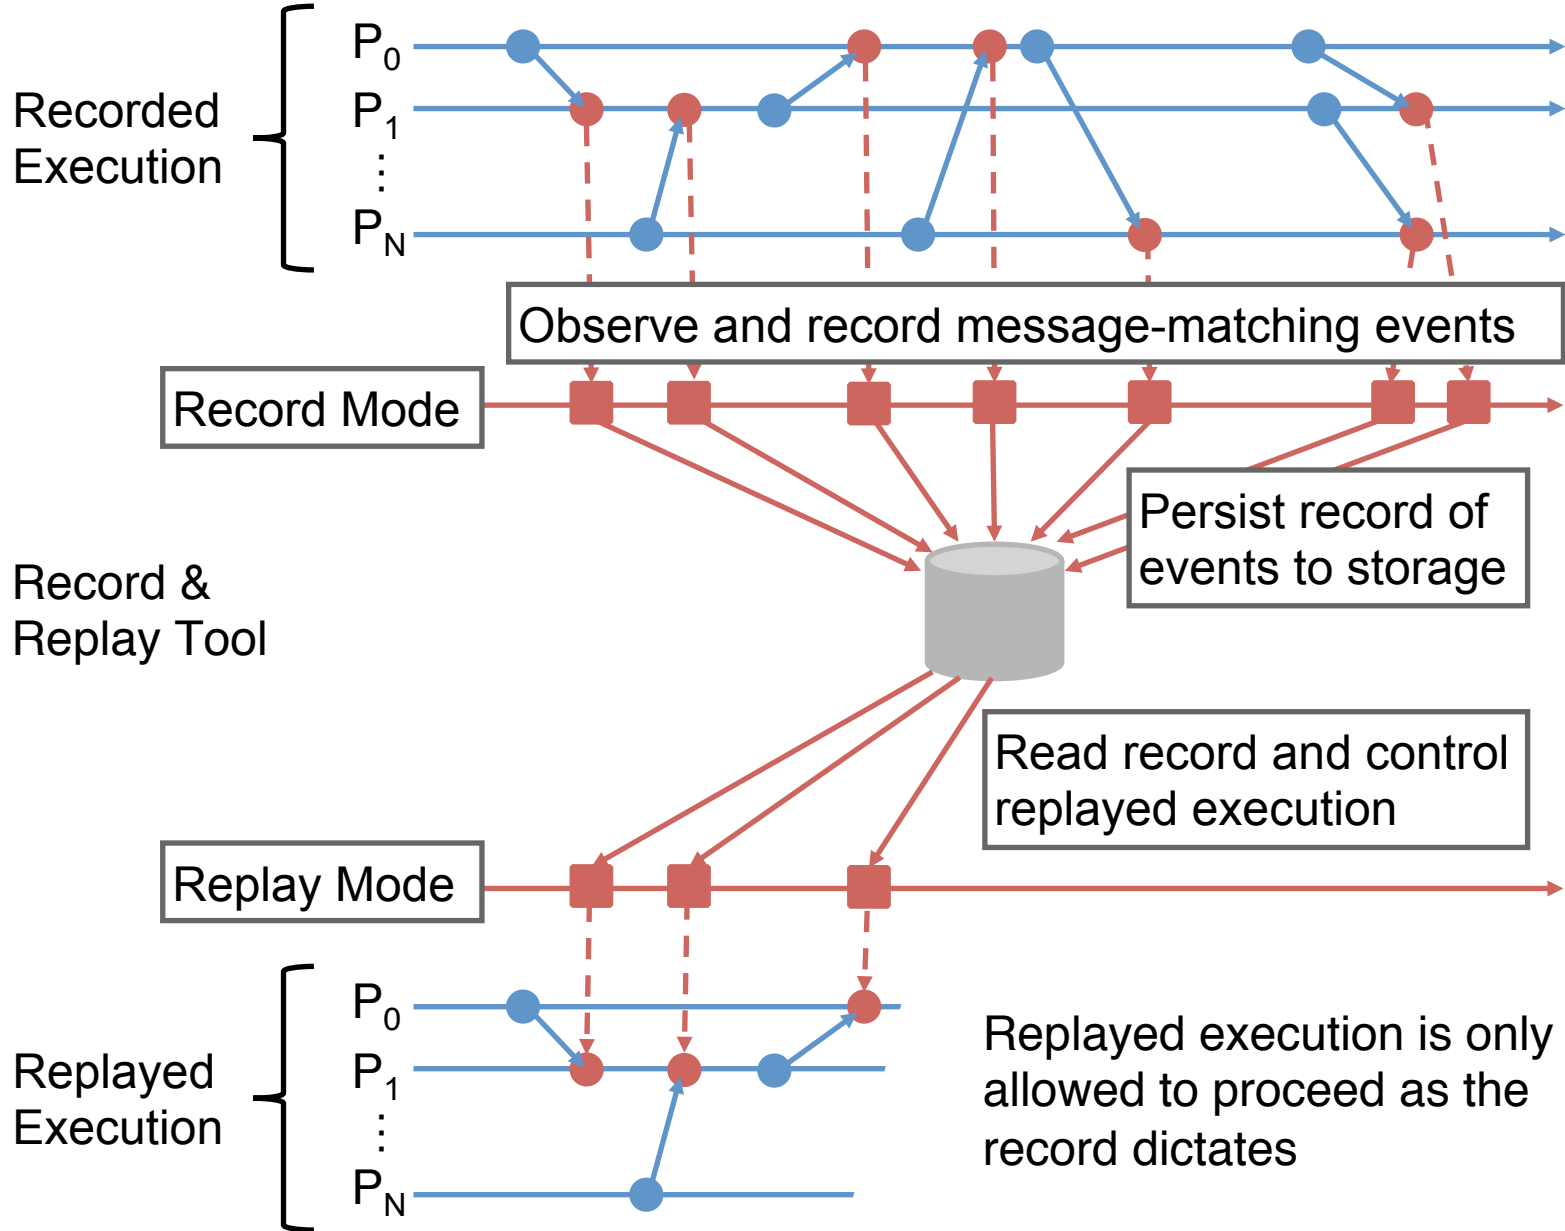 P0
Recorded
Execution
P1
⋮
PN
Observe and record message-matching events
Record Mode
Persist record of
events to storage
Record &
Replay Tool
Read record and control
replayed execution
Replay Mode
P0
Replayed
Execution
P1
⋮
PN
Replayed execution is only
allowed to proceed as the
record dictates